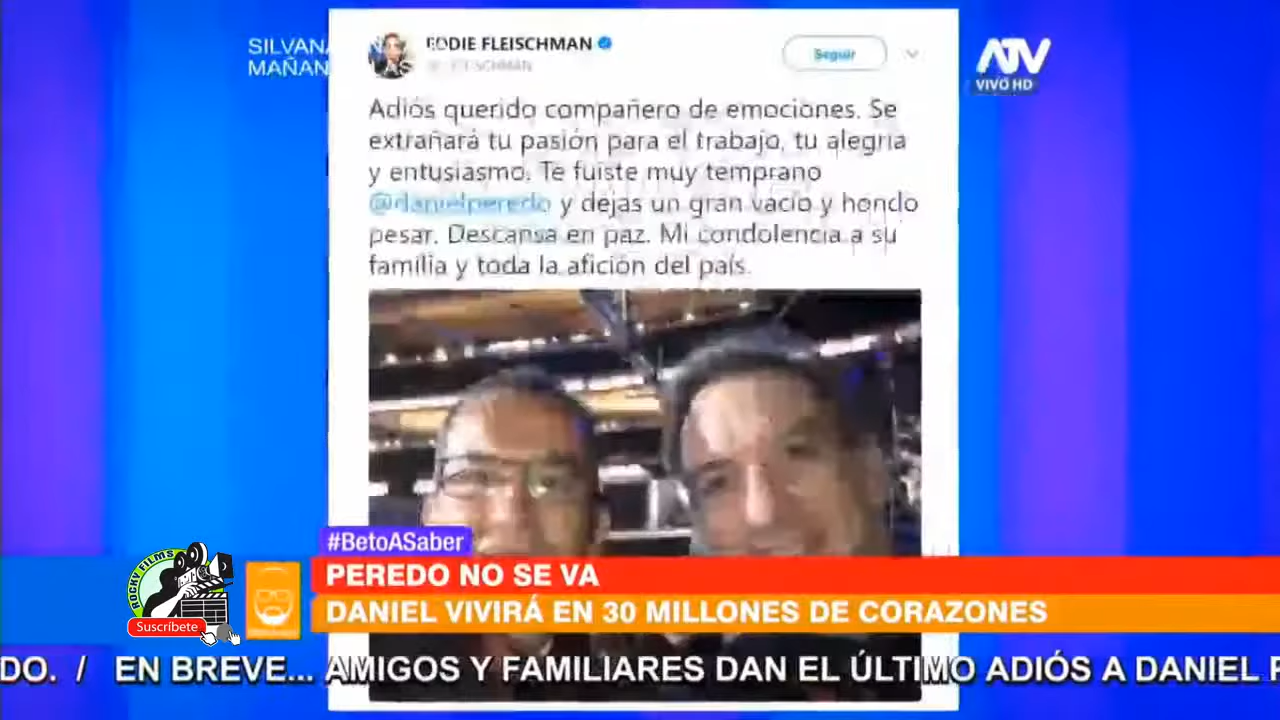 SILVANA
MAÑAN
EDDIE FLEISCHMAN
Seguir
ATV
VIVO HD
Adiós querido compañero de emociones. Se
extrañará tu pasión para el trabajo, tu alegria
y entusiasmo. Te fuiste muy temprano
@danielperedo y dejas un gran vacío y hondo
pesar. Descansa en paz. Mi condolencia a su
familia y toda la afición del país.
#BetoASaber
ROCKY FILMS
Suscríbete
PEREDO NO SE VA
DANIEL VIVIRÁ EN 30 MILLONES DE CORAZONES
DO. / EN BREVE... AMIGOS Y FAMILIARES DAN EL ÚLTIMO ADIÓS A DANIEL P